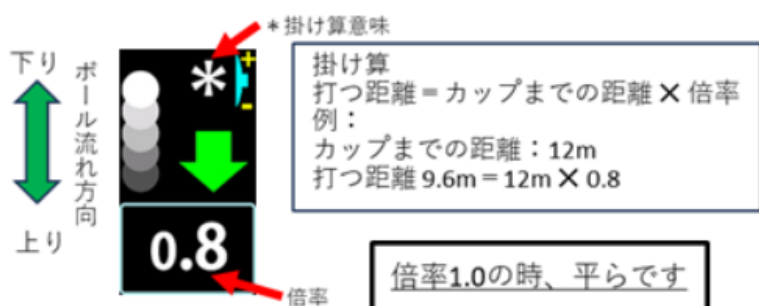 *掛け算意味
下り
ボール流れ方向
上り
*
+
-
0.8
倍率
掛け算
打つ距離＝カップまでの距離×倍率
例：
カップまでの距離：12m
打つ距離 9.6m＝12m×0.8
倍率1.0の時、平らです